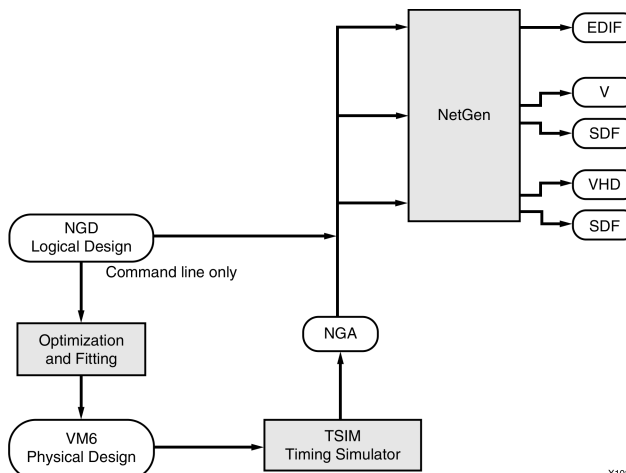 EDIF
V
NetGen
SDF
VHD
SDF
NGD
Logical Design
Command line only
Optimization
and Fitting
NGA
VM6
Physical Design
TSIM
Timing Simulator